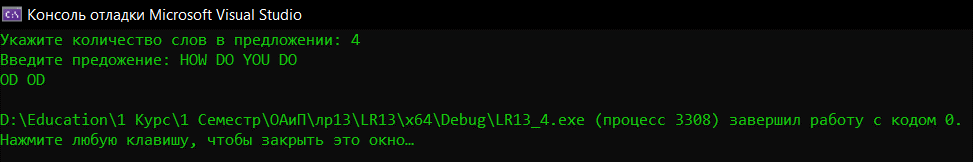 Консоль отладки Microsoft Visual Studio
Укажите количество слов в предложении: 4
Введите предожение: HOW DO YOU DO
OD OD
D:\Education\1 Курс\1 Семестр\ОАиП\лр13\LR13\x64\Debug\LR13_4.exe (процесс 3308) завершил работу с кодом 0.
Нажмите любую клавишу, чтобы закрыть это окно…